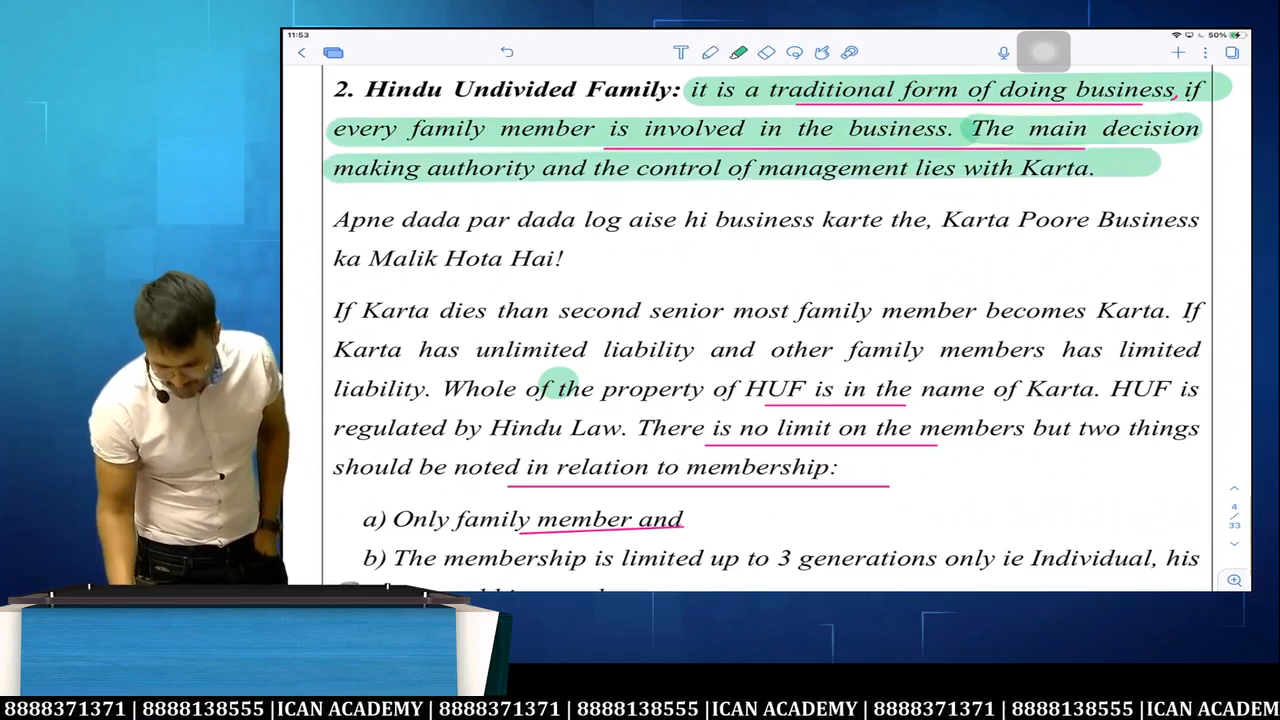 11:53
50%
2. Hindu Undivided Family: it is a traditional form of doing business, if
every family member is involved in the business. The main decision
making authority and the control of management lies with Karta.
Apne dada par dada log aise hi business karte the, Karta Poore Business
ka Malik Hota Hai!
If Karta dies than second senior most family member becomes Karta. If
Karta has unlimited liability and other family members has limited
liability. Whole of the property of HUF is in the name of Karta. HUF is
regulated by Hindu Law. There is no limit on the members but two things
should be noted in relation to membership:
a) Only family member and
b) The membership is limited up to 3 generations only ie Individual, his
4
/
33
8888371371 | 8888138555 |ICAN ACADEMY | 8888371371 | 8888138555 |ICAN ACADEMY | 8888371371 | 8888138555 |ICAN ACADEM